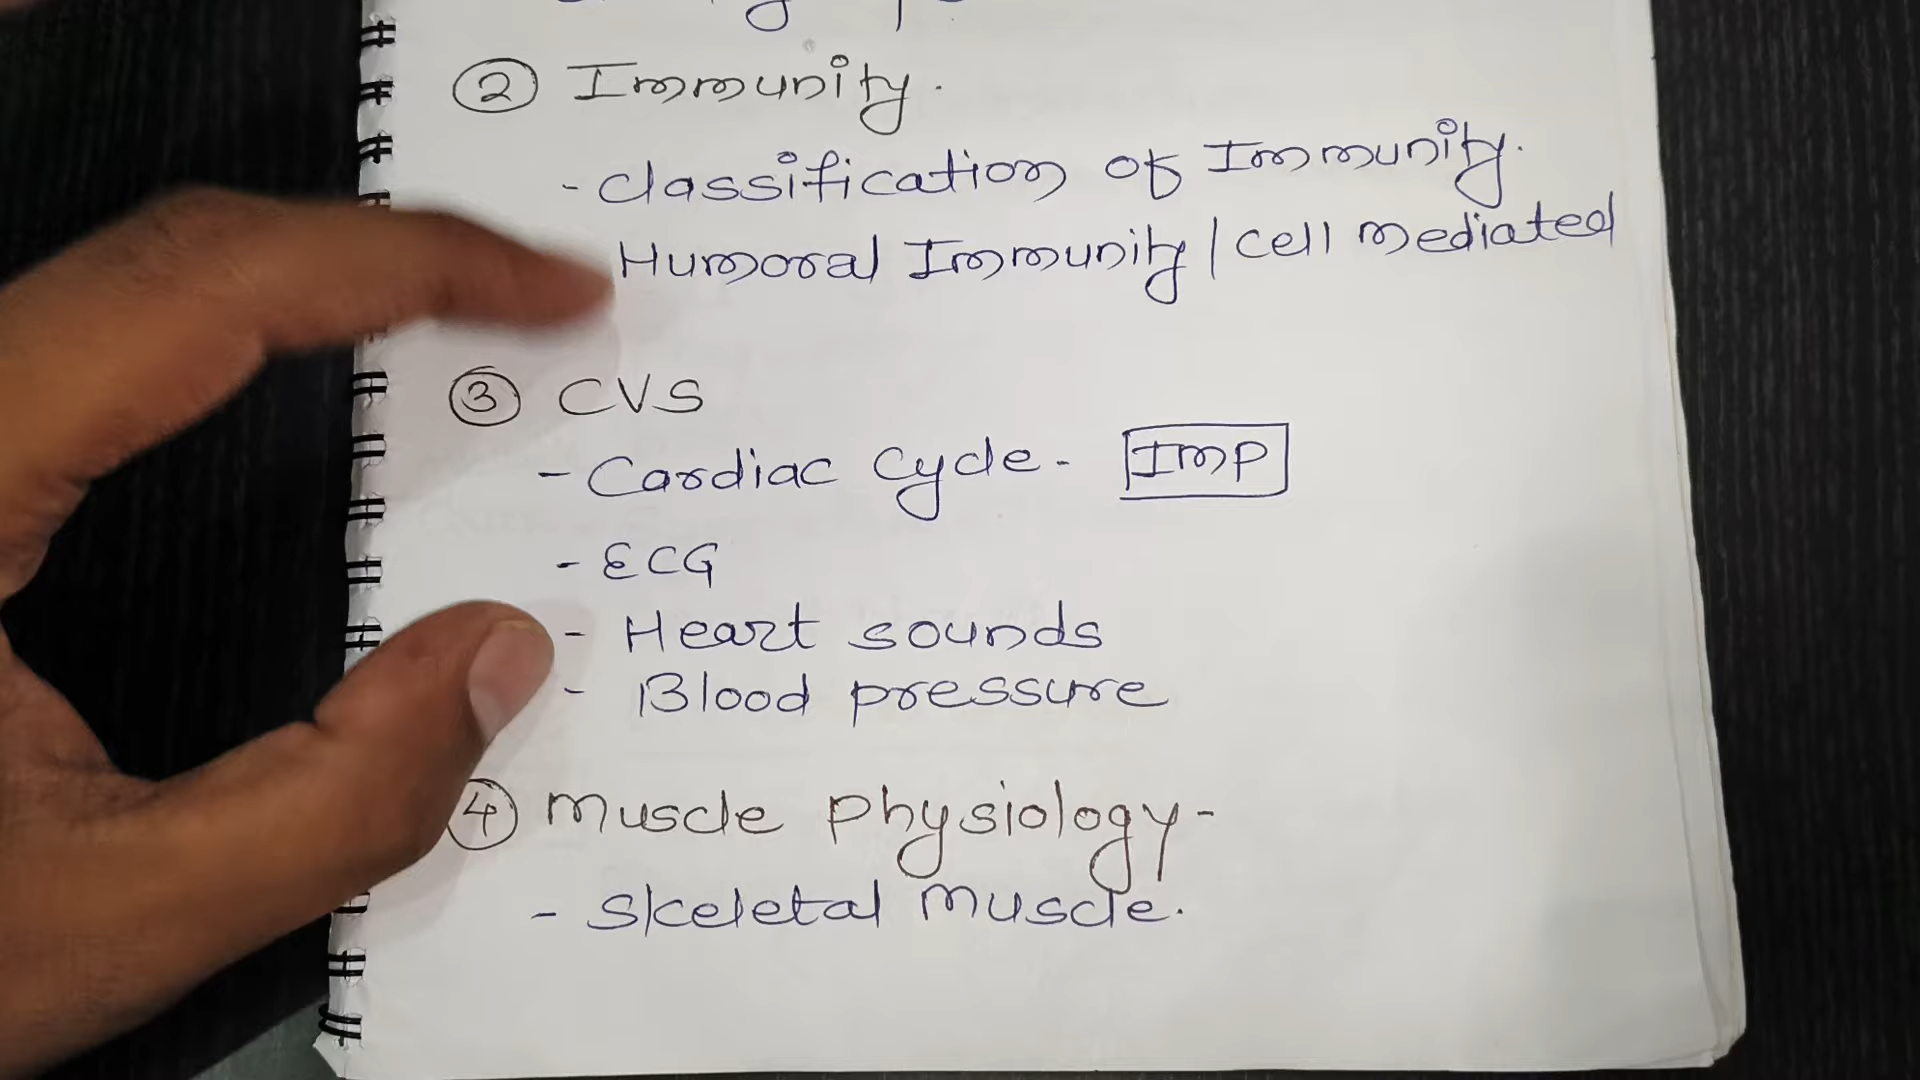 ② Immunity.
- Classification of Immunity.
Humoral Immunity / Cell mediated
③ CVS
- Cardiac Cycle - IMP
- ECG
- Heart sounds
- Blood pressure
④ Muscle Physiology -
- Skeletal Muscle.